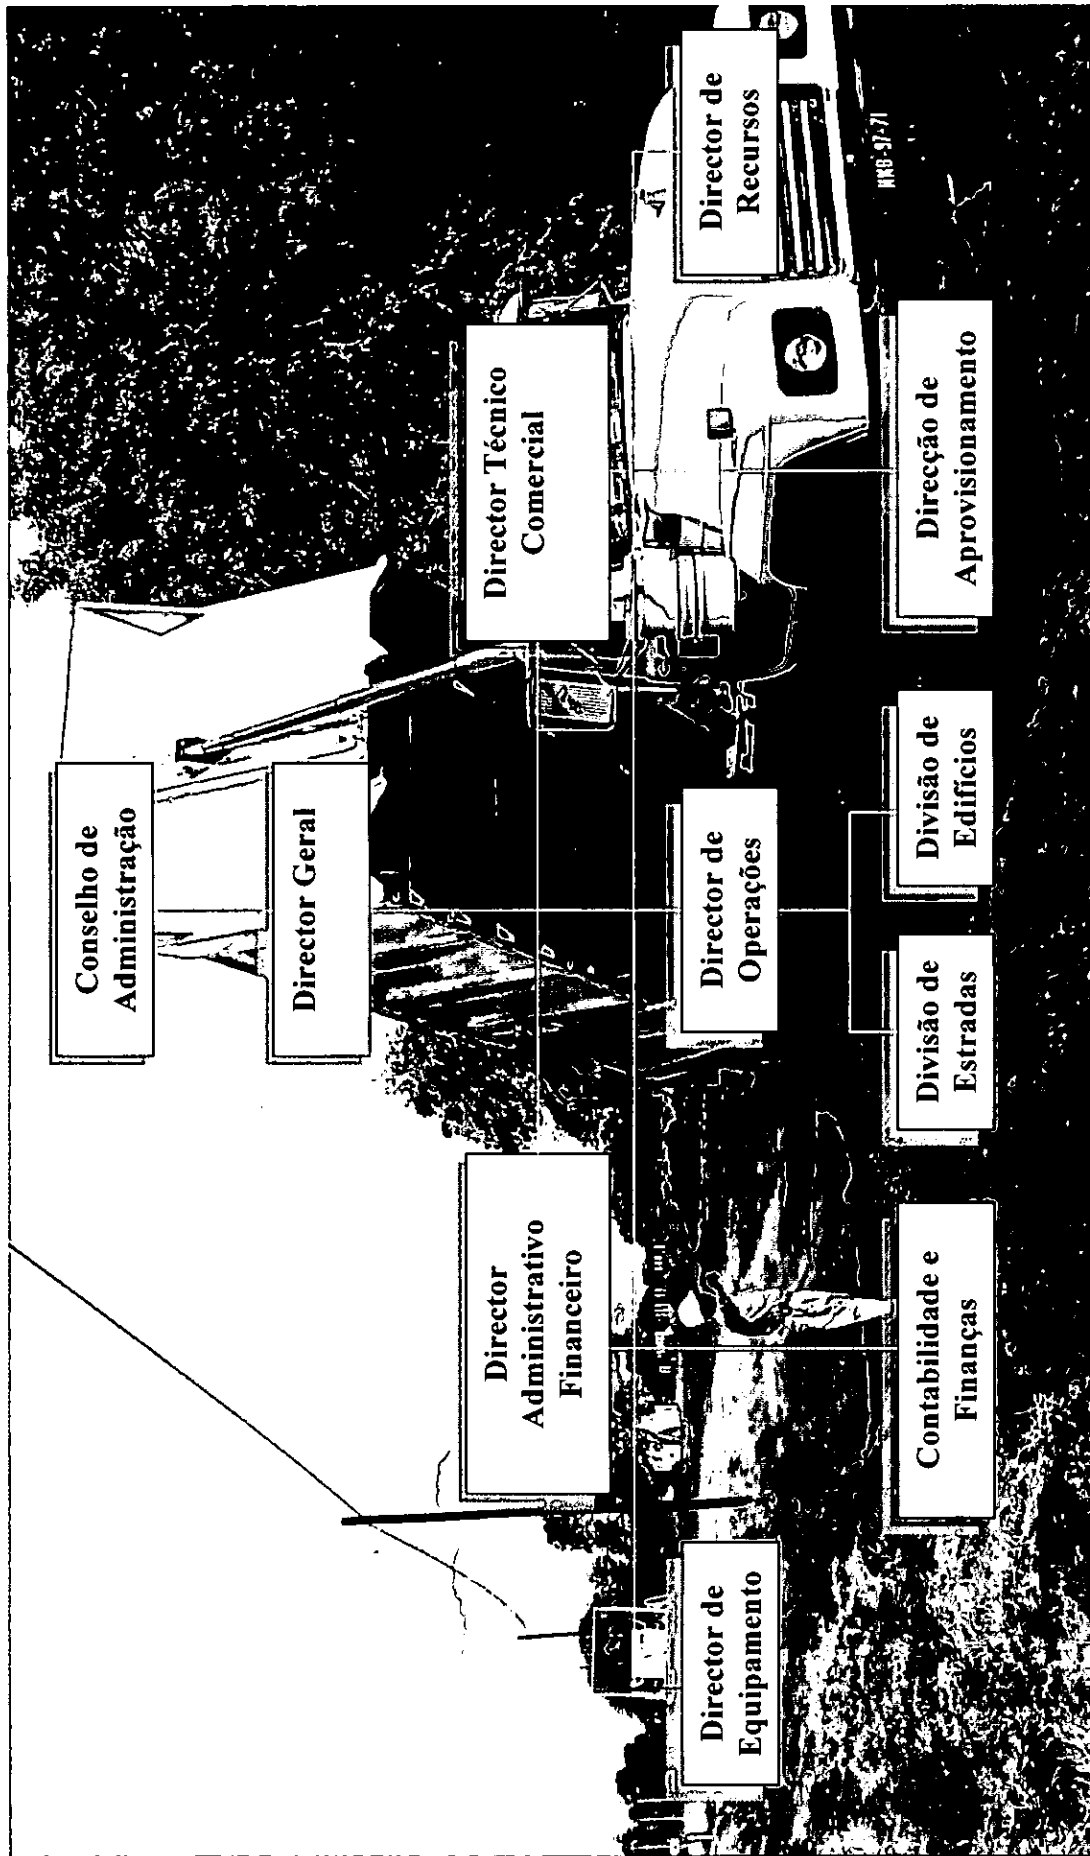 Conselho de
Administração
Director Geral
Director
Administrativo
Financeiro
Director Técnico
Comercial
Director de
Equipamento
Director de
Operações
Director de
Recursos
Contabilidade e
Finanças
Divisão de
Estradas
Divisão de
Edifícios
Direcção de
Aprovisionamento